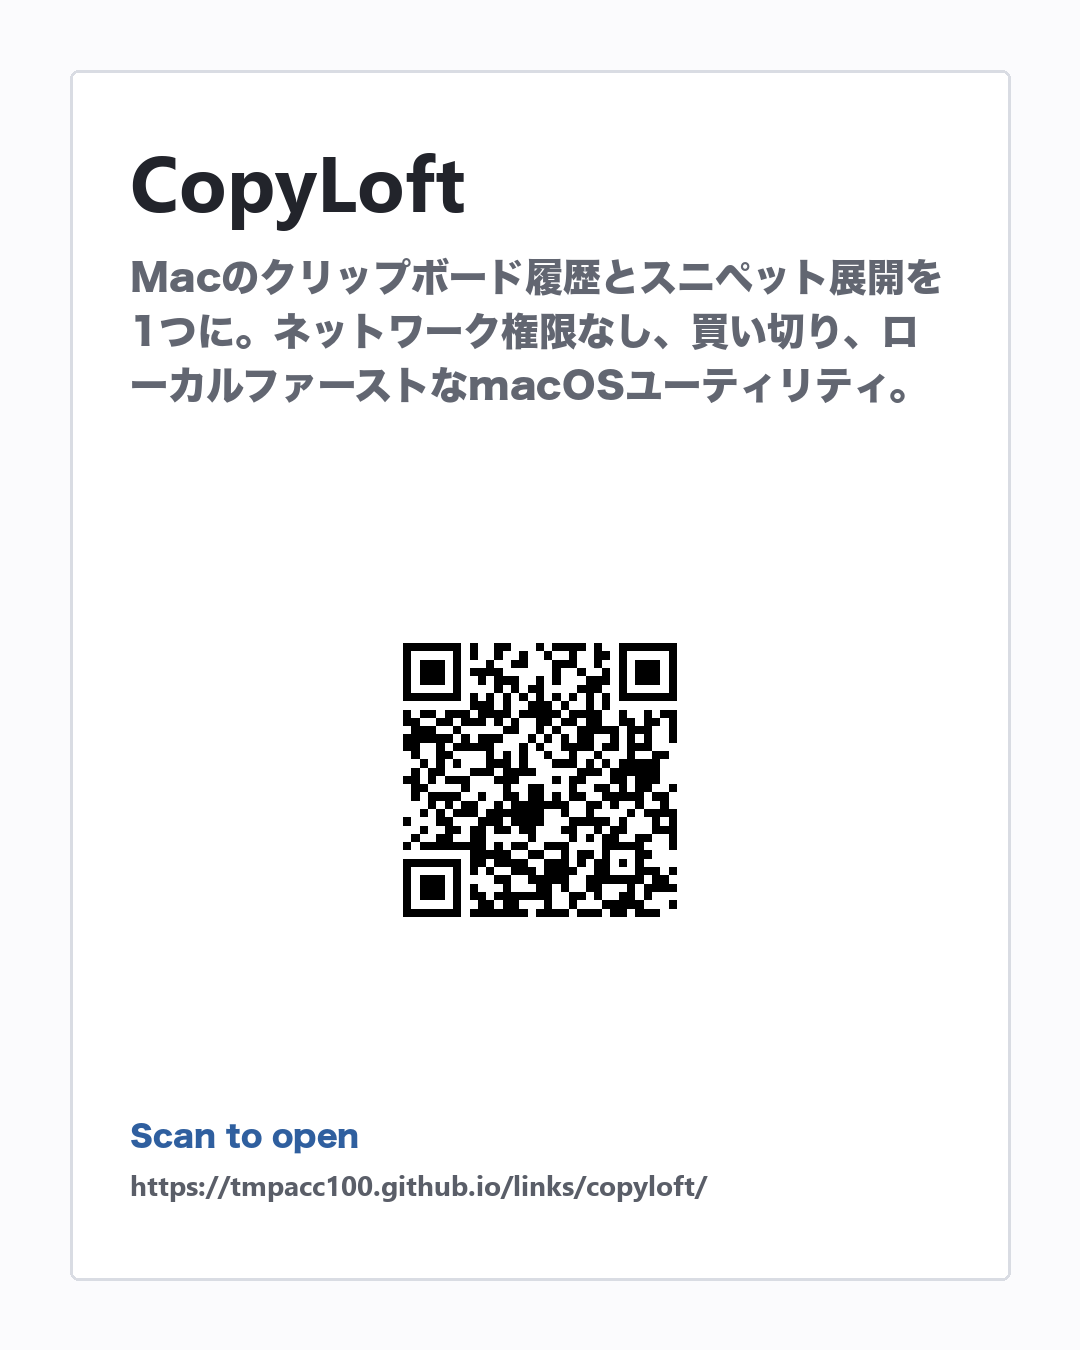 CopyLoft
Macのクリップボード履歴とスニペット展開を
1つに。ネットワーク権限なし、買い切り、ロ
ーカルファーストなmacOSユーティリティ。
Scan to open
https://tmpacc100.github.io/links/copyloft/